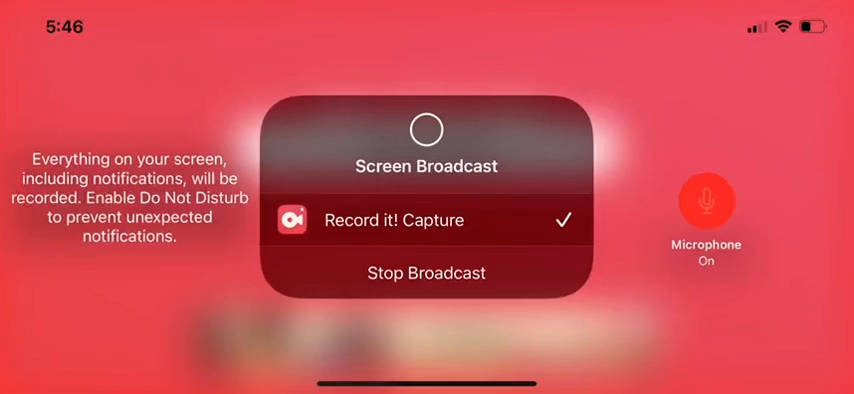 5:46
Everything on your screen,
including notifications, will be
recorded. Enable Do Not Disturb
to prevent unexpected
notifications.
Screen Broadcast
Record it! Capture
Stop Broadcast
Microphone
On